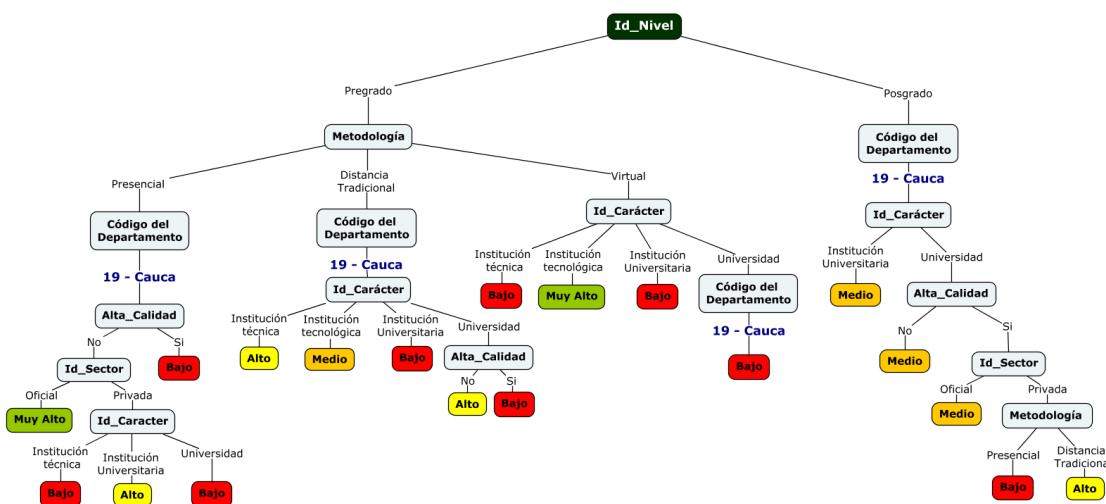 Id_Nivel
Pregrado
Posgrado
Metodología
Código del
Departamento
19 - Cauca
Presencial
Distancia
Tradicional
Virtual
Código del
Departamento
19 - Cauca
Código del
Departamento
19 - Cauca
Id_Carácter
Id_Carácter
Institución
técnica
Institución
tecnológica
Institución
Universitaria
Universidad
Institución
Universitaria
Universidad
Bajo
Muy Alto
Bajo
Código del
Departamento
19 - Cauca
Bajo
Medio
Alta_Calidad
Id_Carácter
Alta_Calidad
Institución
técnica
Institución
tecnológica
Institución
Universitaria
Universidad
Alto
Medio
Bajo
Alta_Calidad
No
Si
Alto
Bajo
No
Si
Id_Sector
Bajo
Oficial
Privada
Muy Alto
Id_Caracter
Institución
técnica
Institución
Universitaria
Universidad
Bajo
Alto
Bajo
No
Si
Medio
Id_Sector
Oficial
Privada
Medio
Metodología
Presencial
Distancia
Tradicional
Bajo
Alto